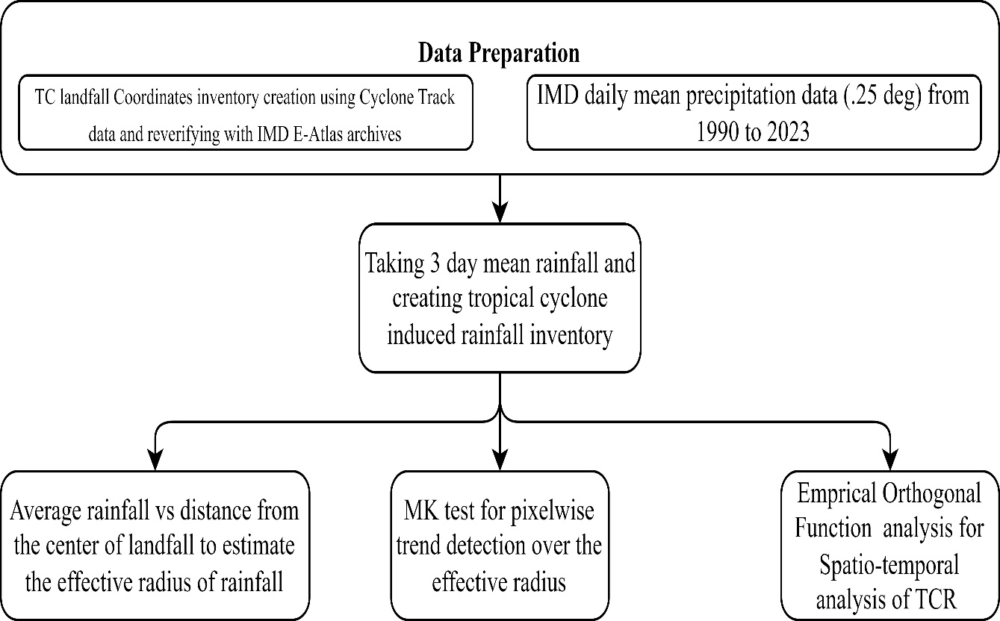 Data Preparation
TC landfall Coordinates inventory creation using Cyclone Track
data and reverifying with IMD E-Atlas archives
IMD daily mean precipitation data (.25 deg) from
1990 to 2023
Taking 3 day mean rainfall and
creating tropical cyclone
induced rainfall inventory
Average rainfall vs distance from
the center of landfall to estimate
the effective radius of rainfall
MK test for pixelwise
trend detection over the
effective radius
Emprical Orthogonal
Function analysis for
Spatio-temporal
analysis of TCR